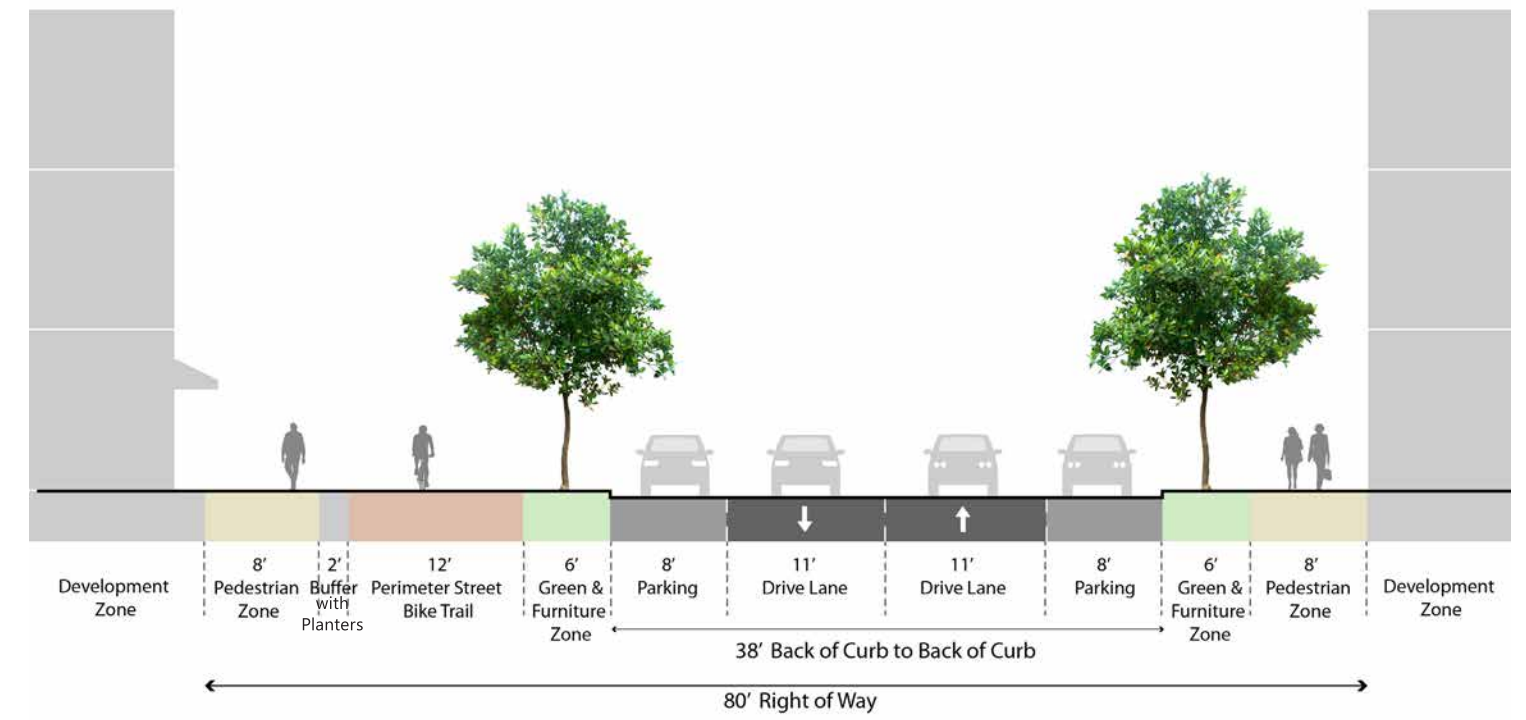 Development
Zone
8’
Pedestrian
Zone
2’
Buffer
with
Planters
12’
Perimeter Street
Bike Trail
6’
Green &
Furniture
Zone
8’
Parking
11’
Drive Lane
11’
Drive Lane
8’
Parking
6’
Green &
Furniture
Zone
8’
Pedestrian
Zone
Development
Zone
38’ Back of Curb to Back of Curb
80’ Right of Way